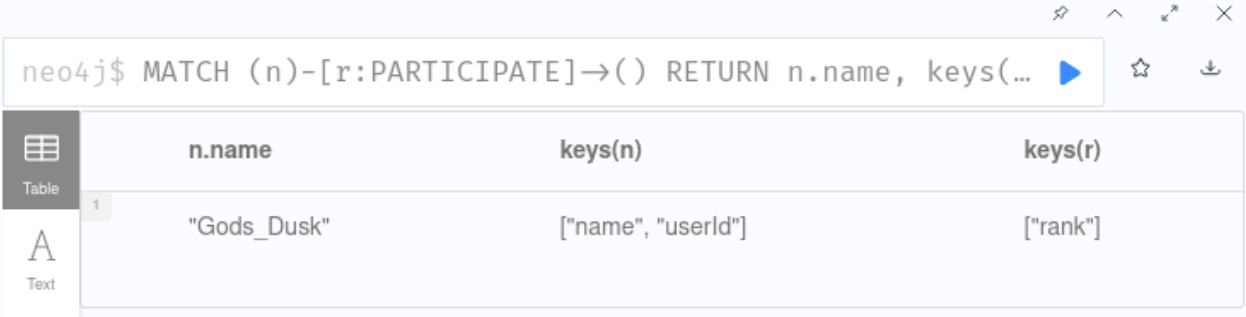 neo4j$ MATCH (n)-[r:PARTICIPATE]->() RETURN n.name, keys(…
Table
n.name keys(n) keys(r)
1
"Gods_Dusk" ["name", "userId"] ["rank"]
A
Text